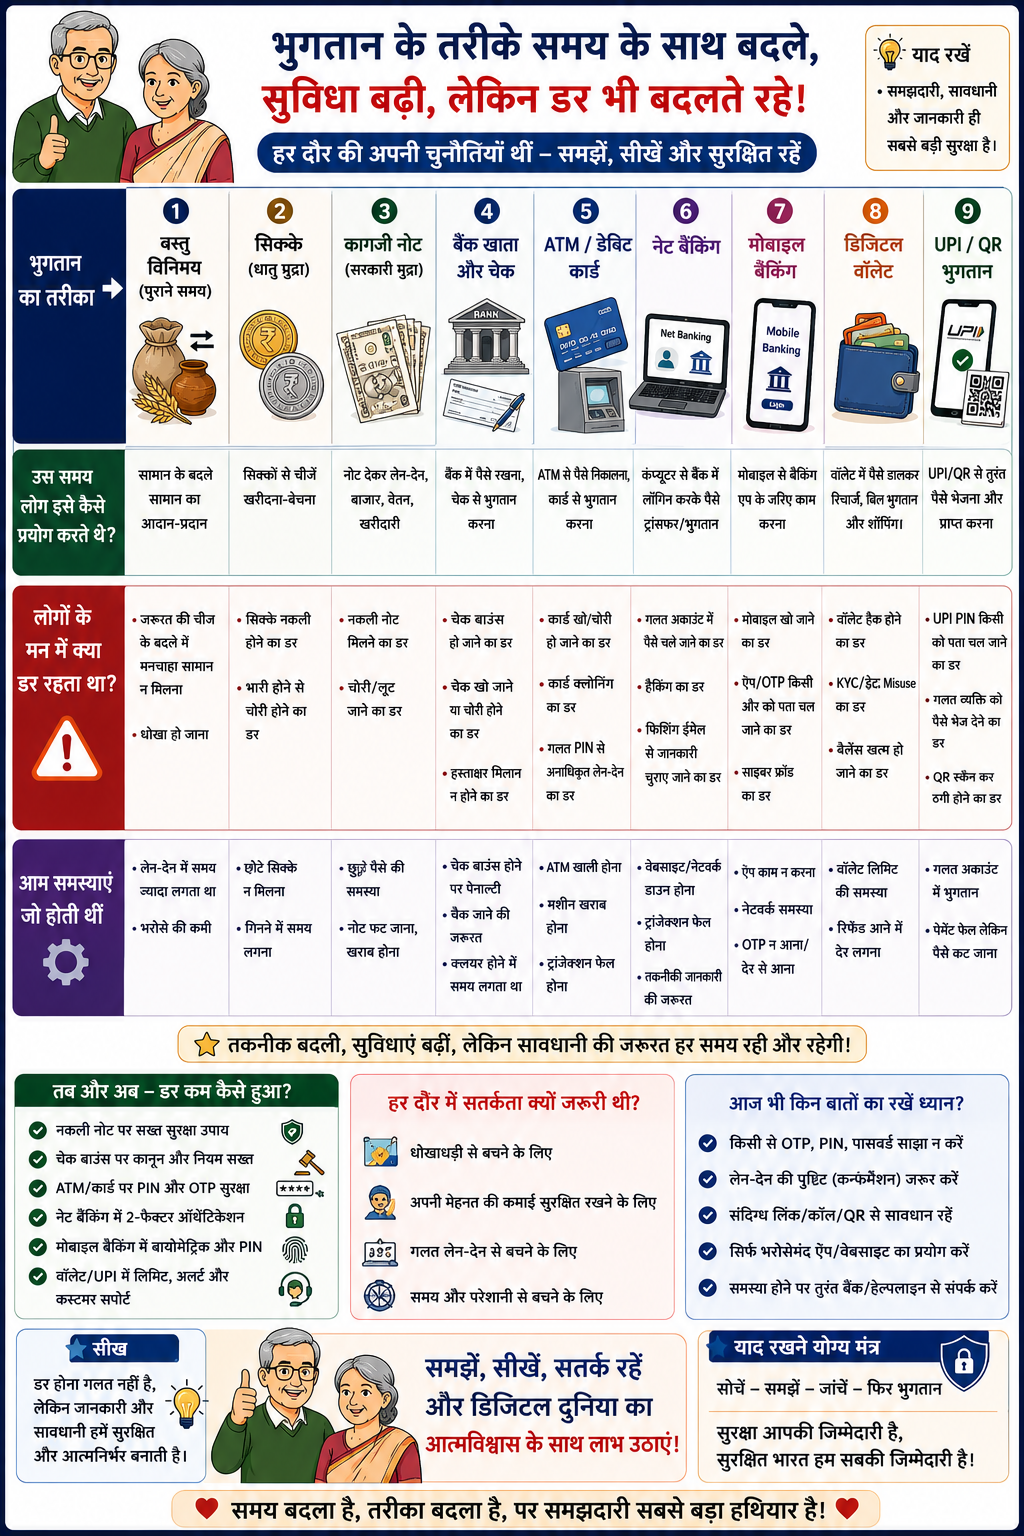 भुगतान के तरीके समय के साथ बदले,
सुविधा बढ़ी, लेकिन डर भी बदलते रहे!
हर दौर की अपनी चुनौतियां थीं – समझें, सीखें और सुरक्षित रहें
याद रखें
• समझदारी, सावधानी
और जानकारी ही
सबसे बड़ी सुरक्षा है।
भुगतान
का तरीका
1
बस्तु
विनिमय
(पुराने समय)
2
सिक्के
(धातु मुद्रा)
3
कागजी नोट
(सरकारी मुद्रा)
4
बैंक खाता
और चेक
BANK
5
ATM / डेबिट
कार्ड
6
नेट बैंकिंग
Net Banking
7
मोबाइल
बैंकिंग
Mobile
Banking
Login
8
डिजिटल
वॉलेट
9
UPI / QR
भुगतान
UPI
उस समय
लोग इसे कैसे
प्रयोग करते थे?
सामान के बदले
सामान का
आदान-प्रदान
सिक्कों से चीजें
खरीदना-बेचना
नोट देकर लेन-देन,
बाजार, वेतन,
खरीदारी
बैंक में पैसे रखना,
चेक से भुगतान
करना
ATM से पैसे निकालना,
कार्ड से भुगतान
करना
कंप्यूटर से बैंक में
लॉगिन करके पैसे
ट्रांसफर/भुगतान
मोबाइल से बैंकिंग
एप के जरिए काम
करना
वॉलेट में पैसे डालकर
रिचार्ज, बिल भुगतान
और शॉपिंग।
UPI/QR से तुरंत
पैसे भेजना और
प्राप्त करना
लोगों के
मन में क्या
डर रहता था?
• जरूरत की चीज
के बदले में
मनचाहा सामान
न मिलना
• धोखा हो जाना
• सिक्के नकली
होने का डर
• भारी होने से
चोरी होने का
डर
• नकली नोट
मिलने का डर
• चोरी/लूट
जाने का डर
• चेक बाउंस
हो जाने का डर
• चेक खो जाने
या चोरी होने
का डर
• हस्ताक्षर मिलान
न होने का डर
• कार्ड खो/चोरी
हो जाने का डर
• कार्ड क्लोनिंग
का डर
• गलत PIN से
अनाधिकृत लेन-देन
का डर
• गलत अकाउंट में
पैसे चले जाने का डर
• हैकिंग का डर
• फिशिंग ईमेल
से जानकारी
चुराए जाने का डर
• मोबाइल खो जाने
का डर
• ऐप/OTP किसी
और को पता चल
जाने का डर
• साइबर फ्रॉड
का डर
• वॉलेट हैक होने
का डर
• KYC/डेटा Misuse
का डर
• बैलेंस खत्म हो
जाने का डर
• UPI PIN किसी
को पता चल जाने
का डर
• गलत व्यक्ति को
पैसे भेज देने का
डर
• QR स्कैन कर
ठगी होने का डर
आम समस्याएं
जो होती थीं
• लेन-देन में समय
ज्यादा लगता था
• भरोसे की कमी
• छोटे सिक्के
न मिलना
• गिनने में समय
लगना
• पैसे की
समस्या
• नोट फट जाना,
खराब होना
• चेक बाउंस होने
पर पेनाल्टी
• बैक जाने की
जरूरत
• क्लयर होने में
समय लगता था
• ATM खाली होना
• मशीन खराब
होना
• ट्रांजेक्शन फेल
होना
• वेबसाइट/नेटवर्क
डाउन होना
• ट्रांजेक्शन फेल
होना
• तकनीकी जानकारी
की जरूरत
• ऐप काम न करना
• नेटवर्क समस्या
• OTP न आना/
देर से आना
• वॉलेट लिमिट
की समस्या
• रिफंड आने में
देर लगना
• गलत अकाउंट
में भुगतान
• पेमेंट फेल लेकिन
पैसे कट जाना
तकनीक बदली, सुविधाएं बढ़ीं, लेकिन सावधानी की जरूरत हर समय रही और रहेगी!
तब और अब – डर कम कैसे हुआ?
नकली नोट पर सख्त सुरक्षा उपाय
चेक बाउंस पर कानून और नियम सख्त
ATM/कार्ड पर PIN और OTP सुरक्षा
नेट बैंकिंग में 2-फैक्टर ऑथेंटिकेशन
मोबाइल बैकिंग में बायोमेट्रिक और PIN
वॉलेट/UPI में लिमिट, अलर्ट और
कस्टमर सपोर्ट
हर दौंर में सतर्कता क्यों जरूरी थी?
धोखाधड़ी से बचने के लिए
अपनी मेहनत की कमाई सुरक्षित रखने के लिए
गलत लेन-देन से बचने के लिए
समय और परेशानी से बचने के लिए
आज भी किन बातों का रखें ध्यान?
किसी से OTP, PIN, पासवर्ड साझा न करें
लेन-देन की पुष्टि (कन्फर्मेशन) जरूर करें
संदिग्ध लिंक/कॉल/QR से सावधान रहें
सिर्फ भरोसेमंद ऐप/वेबसाइट का प्रयोग करें
समस्या होने पर तुरंत बैंक/हेल्पलाइन से संपर्क करें
सीख
डर होना गलत नहीं है,
लेकिन जानकारी और
सावधानी हमें सुरक्षित
और आत्मनिर्भर बनाती है।
समझें, सीखें, सतर्क रहें
और डिजिटल दुनिया का
आत्मविश्वास के साथ लाभ उठाएं!
याद रखने योग्य मंत्र
सोचें – समझें – जांचें – फिर भुगतान
सुरक्षा आपकी जिम्मेदारी है,
सुरक्षित भारत हम सबकी जिम्मेदारी है!
समय बदला है, तरीका बदला है, पर समझदारी सबसे बड़ा हथियार है!